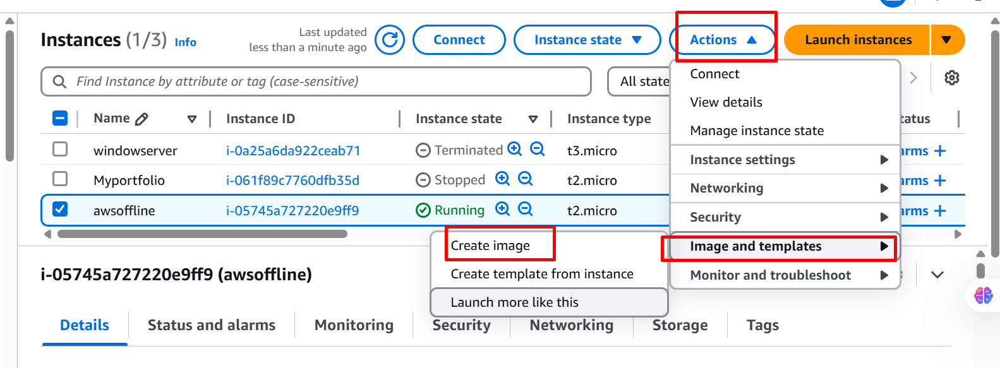 Instances (1/3) Info
Last updated
less than a minute ago
Connect
Instance state
Actions
Launch instances
Find Instance by attribute or tag (case-sensitive)
All state
Connect
View details
Manage instance state
Instance settings
Networking
Security
Image and templates
Monitor and troubleshoot
Create image
Create template from instance
Launch more like this
Name Instance ID Instance state Instance type tatus
windowserver i-0a25a6da922ceab71 Terminated t3.micro arms +
Myportfolio i-061f89c7760dfb35d Stopped t2.micro arms +
awsoffline i-05745a727220e9ff9 Running t2.micro arms +
i-05745a727220e9ff9 (awsoffline)
Details Status and alarms Monitoring Security Networking Storage Tags